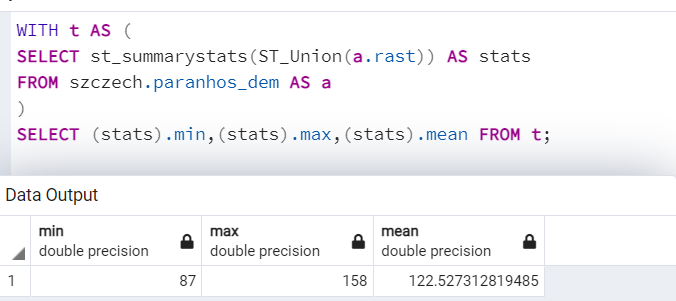 WITH t AS (
SELECT st_summarystats(ST_Union(a.rast)) AS stats
FROM szczech.paranhos_dem AS a
)
SELECT (stats).min,(stats).max,(stats).mean FROM t;
Data Output
min max mean
double precision double precision double precision
1 87 158 122.527312819485